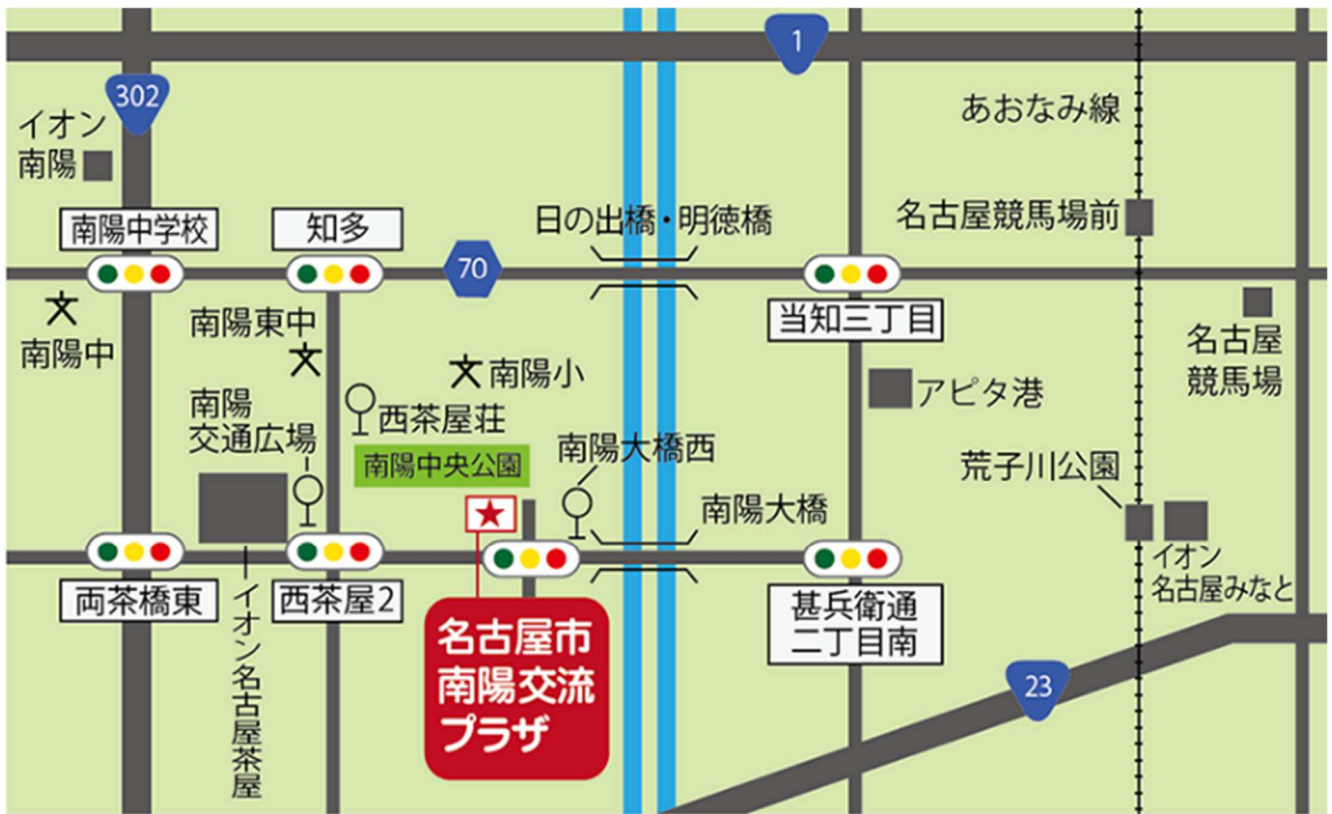 1
302
イオン
南陽
あおなみ線
南陽中学校
知多
日の出橋・明徳橋
名古屋競馬場前
70
南陽中
南陽東中
南陽小
当知三丁目
名古屋
競馬場
アピタ港
南陽
交通広場
西茶屋荘
南陽中央公園
南陽大橋西
南陽大橋
荒子川公園
イオン
名古屋みなと
両茶橋東
イオン名古屋茶屋
西茶屋2
名古屋市
南陽交流
プラザ
甚兵衛通
二丁目南
23